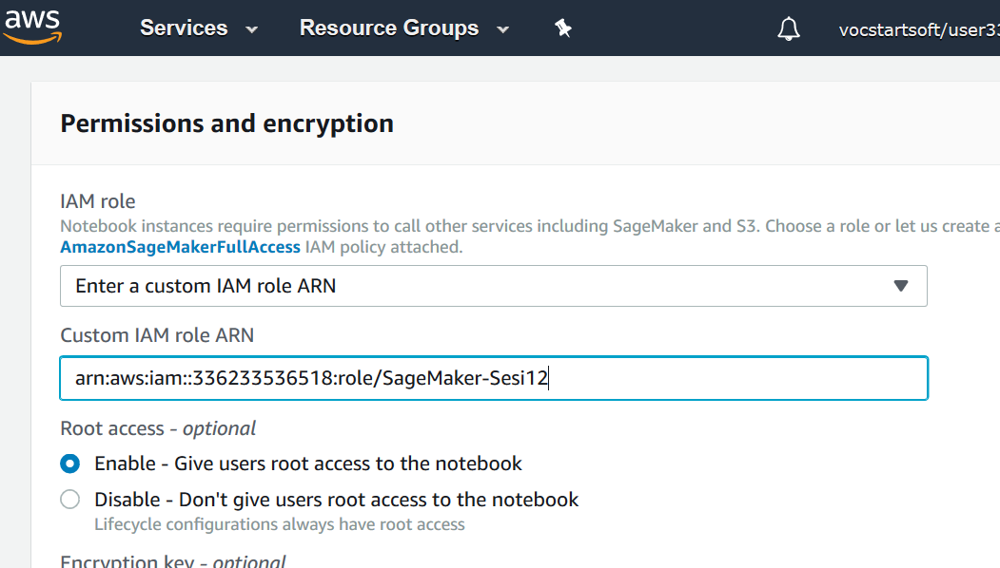 aws Services Resource Groups vocstartsoft/user33
Permissions and encryption
IAM role
Notebook instances require permissions to call other services including SageMaker and S3. Choose a role or let us create a
AmazonSageMakerFullAccess IAM policy attached.
Enter a custom IAM role ARN
Custom IAM role ARN
arn:aws:iam::336233536518:role/SageMaker-Sesi12
Root access - optional
Enable - Give users root access to the notebook
Disable - Don't give users root access to the notebook
Lifecycle configurations always have root access
Encryption key - optional